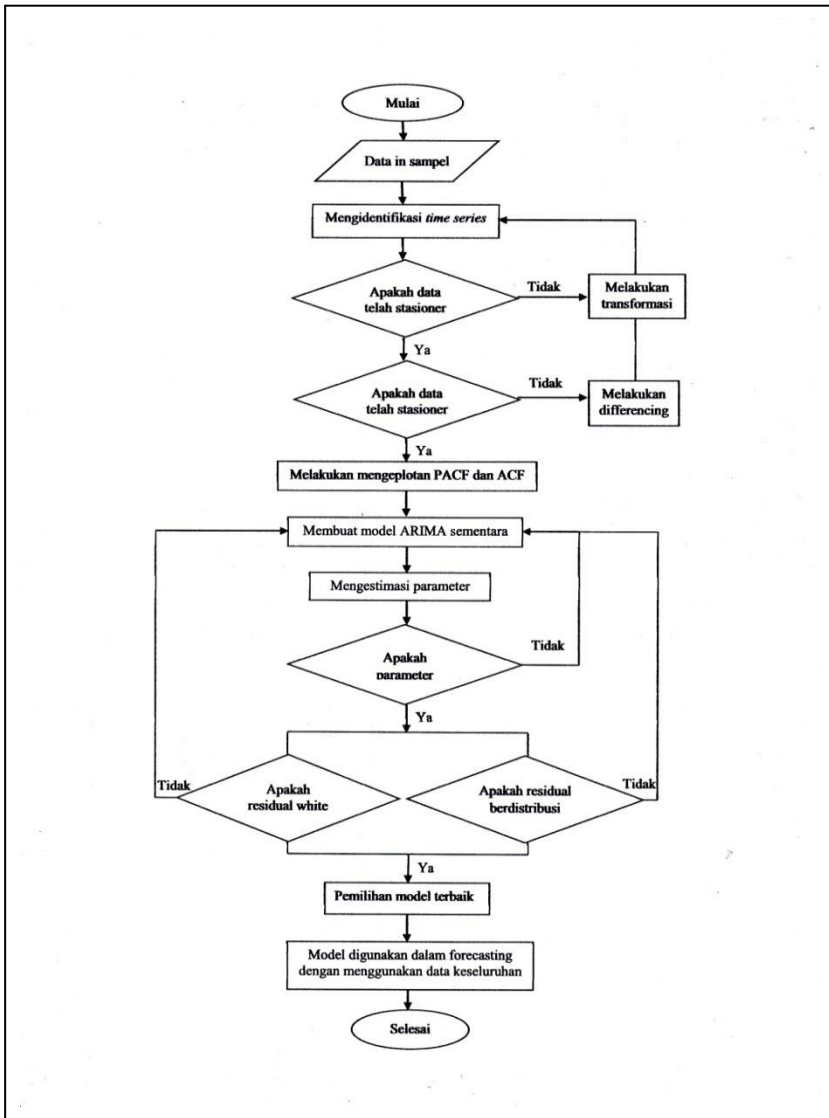 Mulai
Data in sampel
Mengidentifikasi time series
Apakah data
telah stasioner
Tidak
Melakukan
transformasi
Ya
Apakah data
telah stasioner
Tidak
Melakukan
differencing
Ya
Melakukan mengeplotan PACF dan ACF
Membuat model ARIMA sementara
Mengestimasi parameter
Apakah
parameter
Tidak
Ya
Tidak
Apakah
residual white
Apakah residual
berdistribusi
Tidak
Ya
Pemilihan model terbaik
Model digunakan dalam forecasting
dengan menggunakan data keseluruhan
Selesai